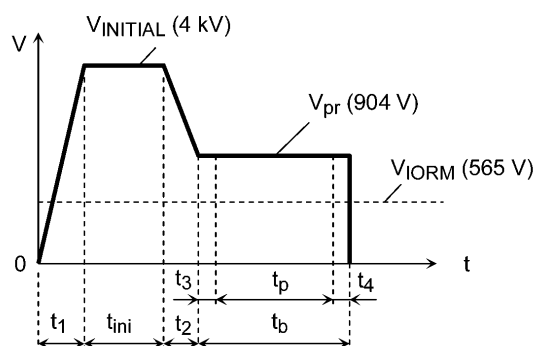 VINITIAL (4 kV)
V
Vpr (904 V)
VIORM (565 V)
0
t
t3
tp
t4
t1
tini
t2
tb